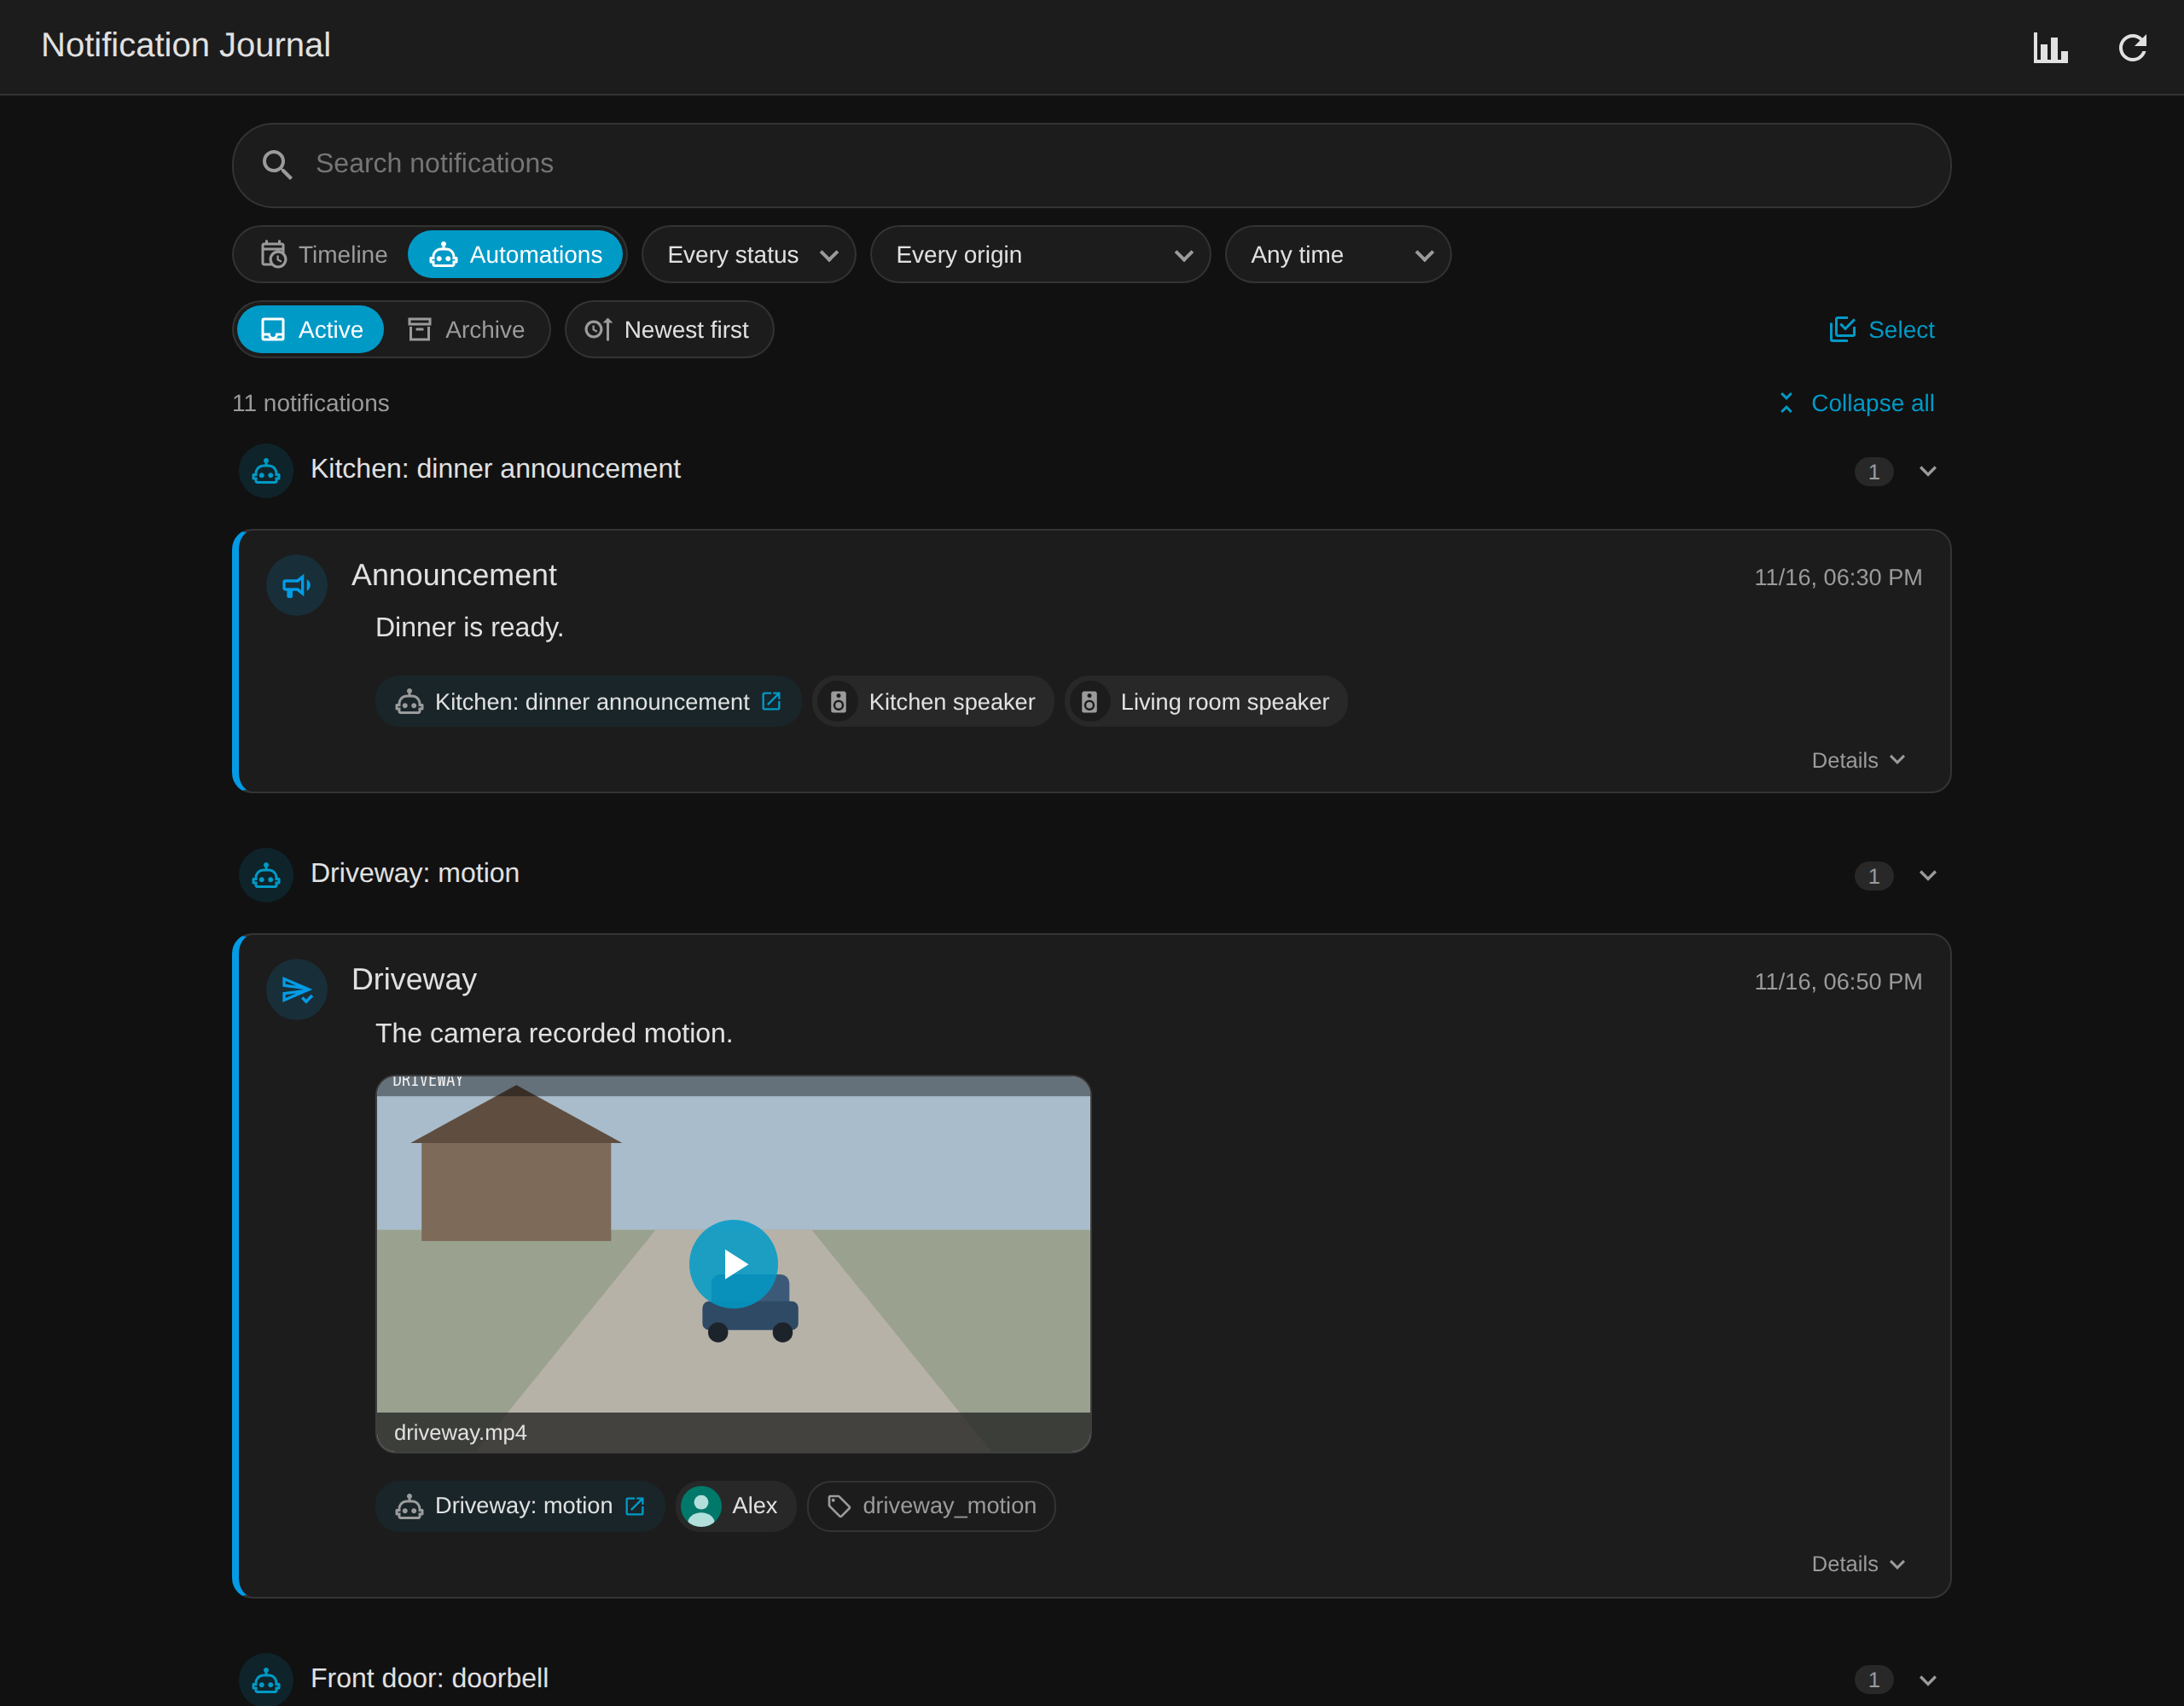 Notification Journal
Search notifications
Timeline Automations Every status Every origin Any time
Active Archive Newest first Select
11 notifications Collapse all
Kitchen: dinner announcement 1
Announcement 11/16, 06:30 PM
Dinner is ready.
Kitchen: dinner announcement Kitchen speaker Living room speaker
Details
Driveway: motion 1
Driveway 11/16, 06:50 PM
The camera recorded motion.
DRIVEWAY
driveway.mp4
Driveway: motion Alex driveway_motion
Details
Front door: doorbell 1